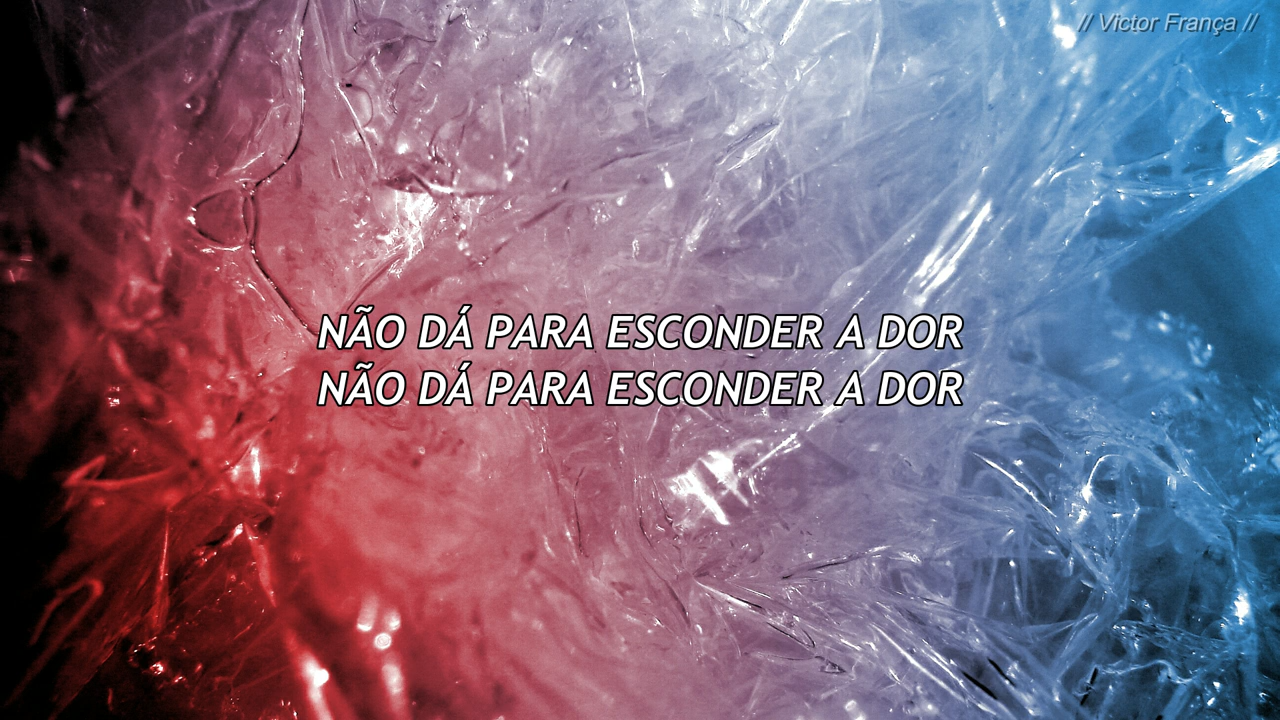 // Victor França //
NÃO DÁ PARA ESCONDER A DOR
NÃO DÁ PARA ESCONDER A DOR